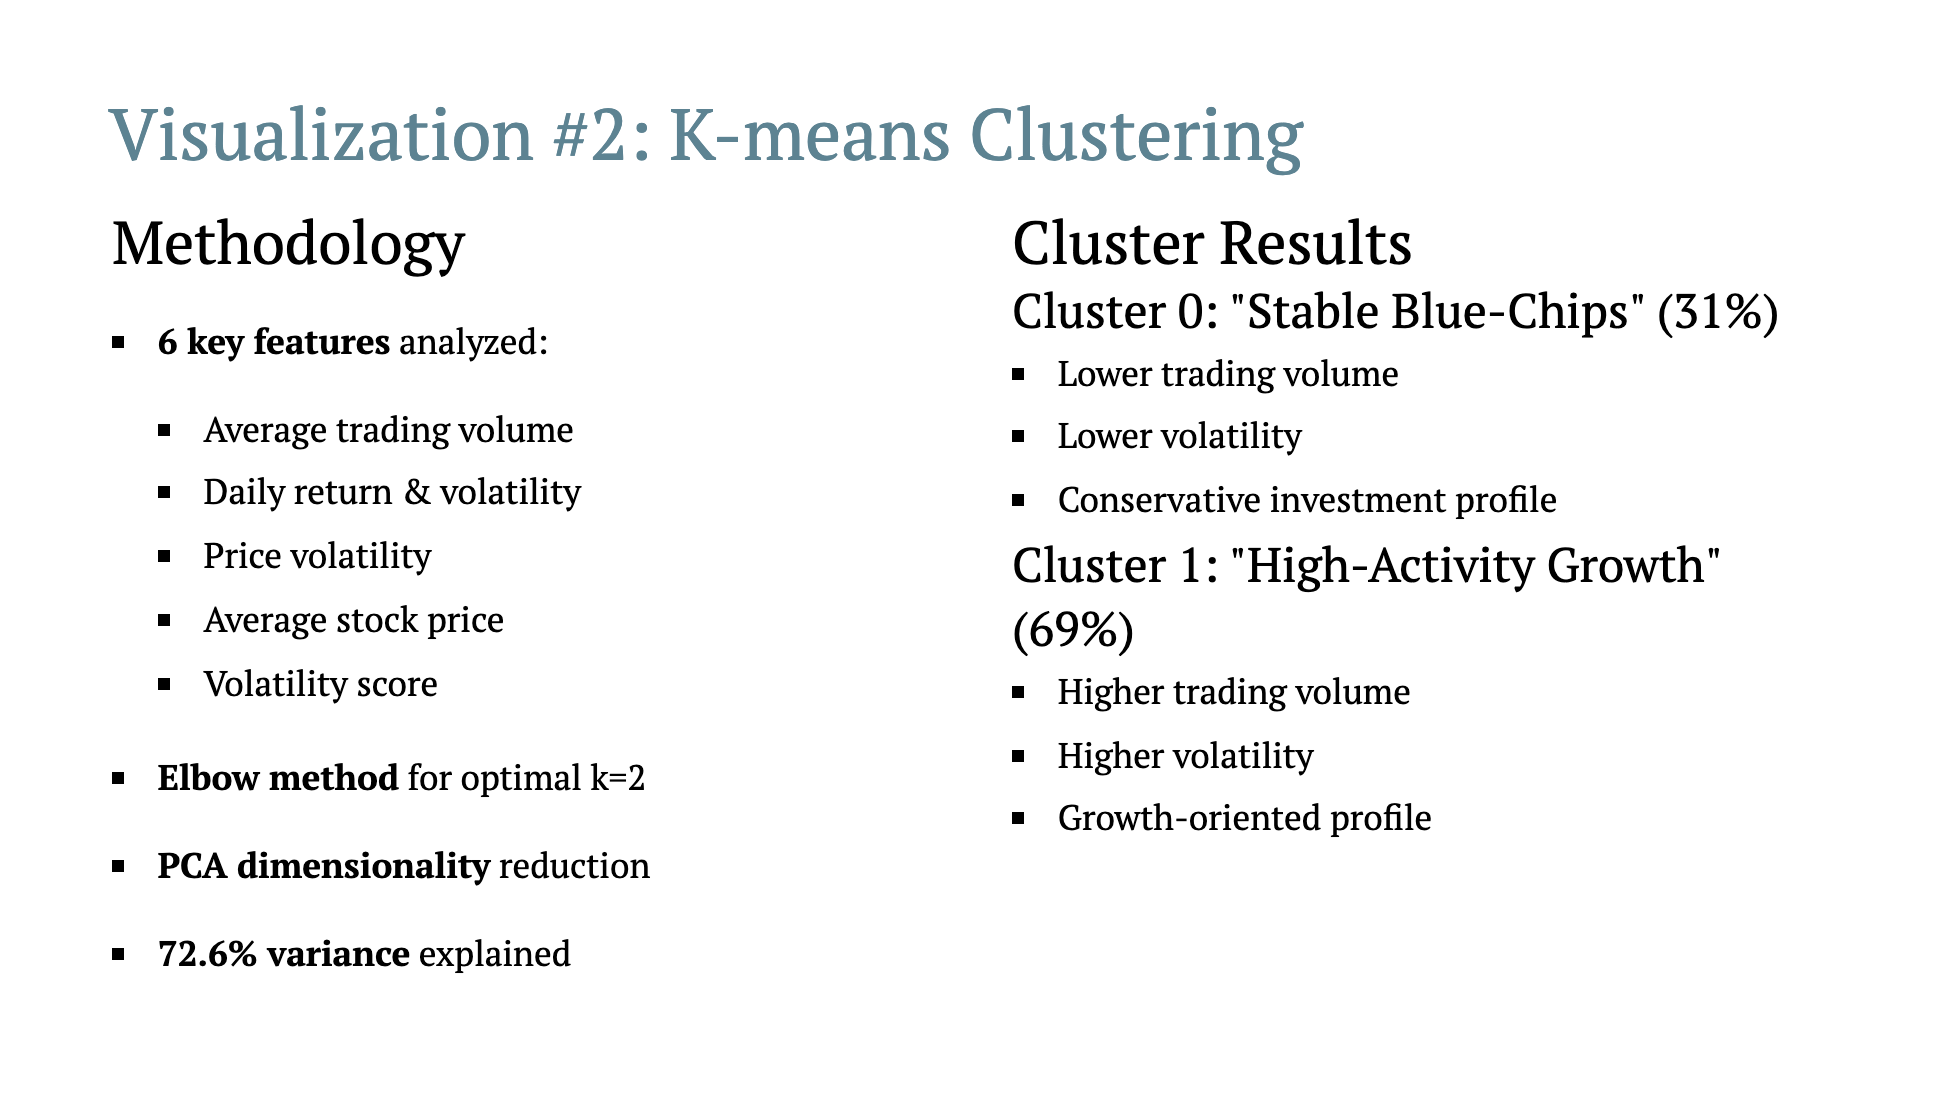 Visualization #2: K-means Clustering
Methodology
6 key features analyzed:
Average trading volume
Daily return & volatility
Price volatility
Average stock price
Volatility score
Elbow method for optimal k=2
PCA dimensionality reduction
72.6% variance explained
Cluster Results
Cluster 0: "Stable Blue-Chips" (31%)
Lower trading volume
Lower volatility
Conservative investment profile
Cluster 1: "High-Activity Growth"
(69%)
Higher trading volume
Higher volatility
Growth-oriented profile